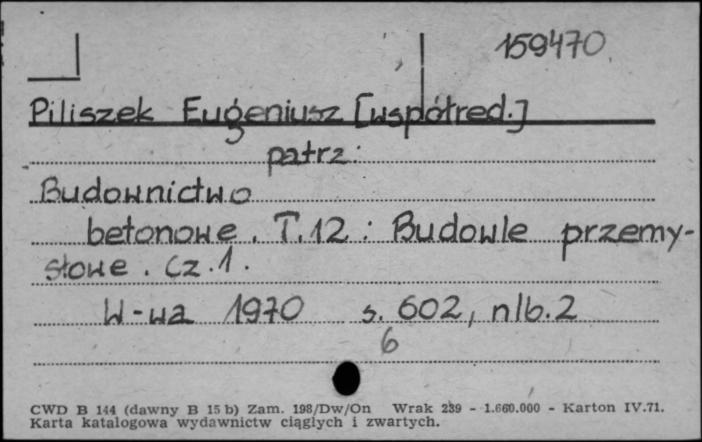 159470
Piliszek Eugeniusz [współred.]
patrz:
Budownictwo
betonowe. T.12: Budowle przemy-
słowe. Cz.1.
W-wa 1970 s. 602, nlb.2
6
CWD B 144 (dawny B 15 b) Zam. 198/Dw/On Wrak 289 - 1.660.000 - Karton IV.71.
Karta katalogowa wydawnictw ciągłych i zwartych.